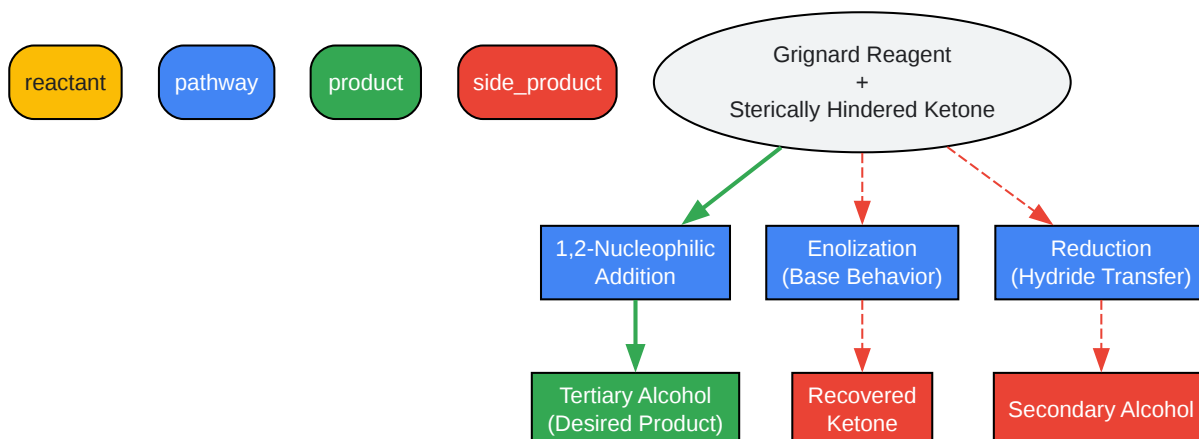 reactant
pathway
product
side_product
Grignard Reagent
+
Sterically Hindered Ketone
1,2-Nucleophilic
Addition
Enolization
(Base Behavior)
Reduction
(Hydride Transfer)
Tertiary Alcohol
(Desired Product)
Recovered
Ketone
Secondary Alcohol